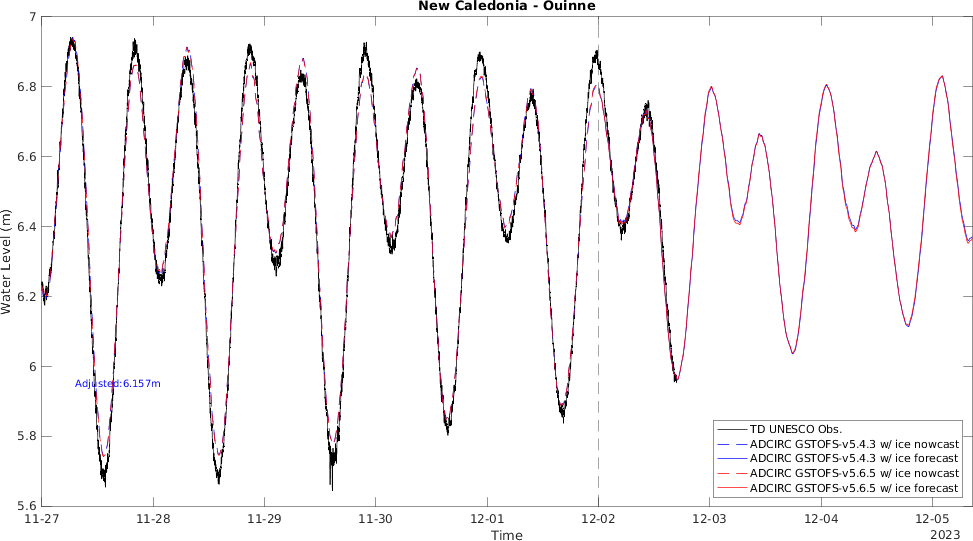 New Caledonia - Ouinne
7
6.8
6.6
6.4
6.2
6
5.8
5.6
Water Level (m)
Adjusted:6.157m
TD UNESCO Obs.
ADCIRC GSTOFS-v5.4.3 w/ ice nowcast
ADCIRC GSTOFS-v5.4.3 w/ ice forecast
ADCIRC GSTOFS-v5.6.5 w/ ice nowcast
ADCIRC GSTOFS-v5.6.5 w/ ice forecast
11-27 11-28 11-29 11-30 12-01 12-02 12-03 12-04 12-05
Time
2023